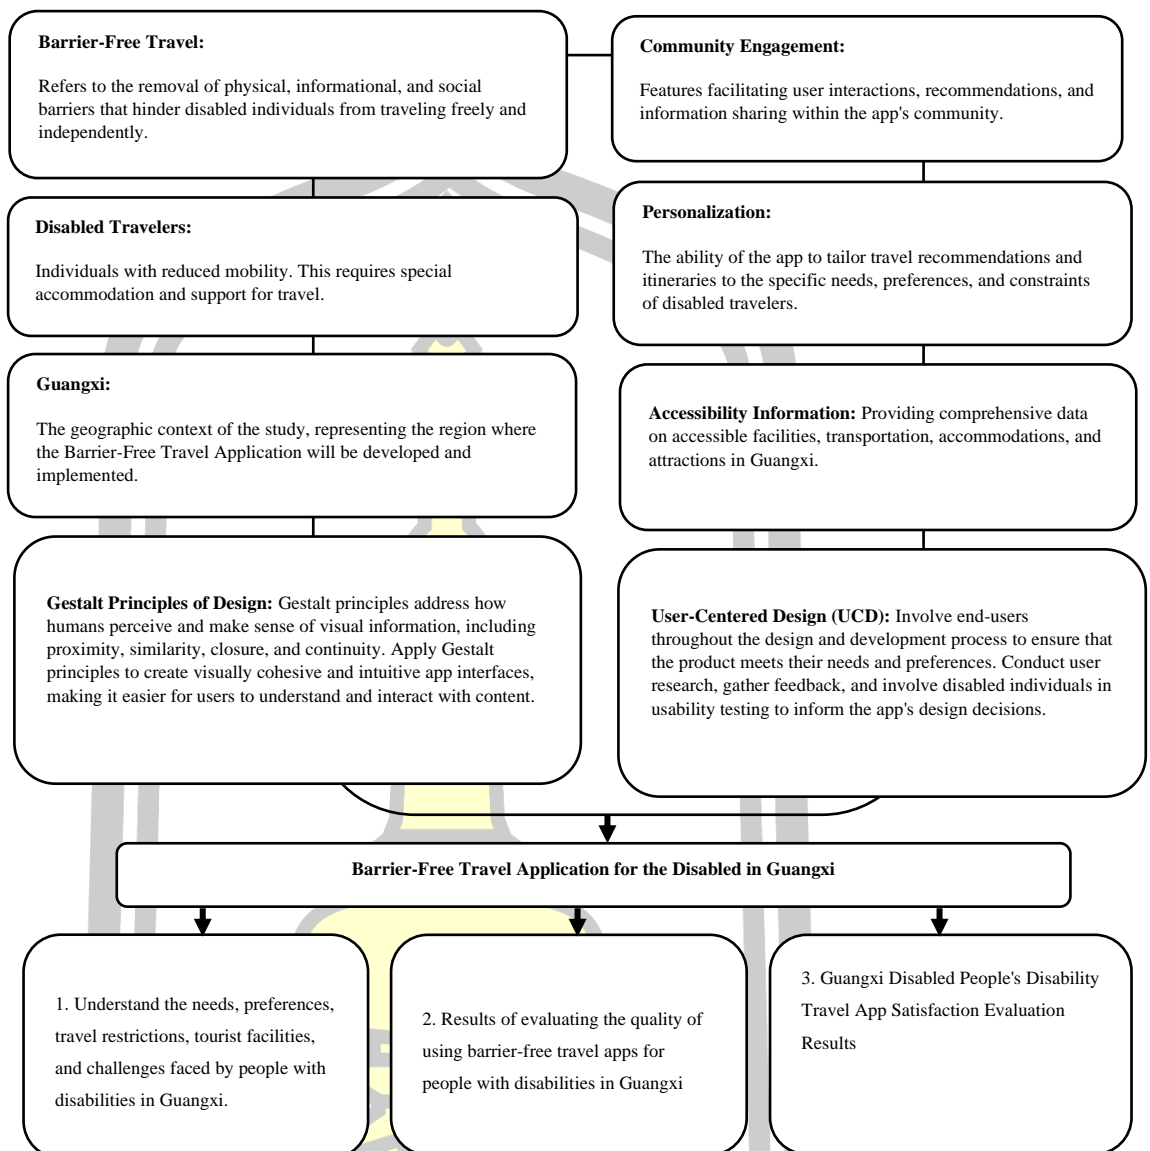 Barrier-Free Travel:
Refers to the removal of physical, informational, and social
barriers that hinder disabled individuals from traveling freely and
independently.
Community Engagement:
Features facilitating user interactions, recommendations, and
information sharing within the app's community.
Disabled Travelers:
Individuals with reduced mobility. This requires special
accommodation and support for travel.
Personalization:
The ability of the app to tailor travel recommendations and
itineraries to the specific needs, preferences, and constraints
of disabled travelers.
Guangxi:
The geographic context of the study, representing the region where
the Barrier-Free Travel Application will be developed and
implemented.
Accessibility Information: Providing comprehensive data
on accessible facilities, transportation, accommodations, and
attractions in Guangxi.
Gestalt Principles of Design: Gestalt principles address how
humans perceive and make sense of visual information, including
proximity, similarity, closure, and continuity. Apply Gestalt
principles to create visually cohesive and intuitive app interfaces,
making it easier for users to understand and interact with content.
User-Centered Design (UCD): Involve end-users
throughout the design and development process to ensure that
the product meets their needs and preferences. Conduct user
research, gather feedback, and involve disabled individuals in
usability testing to inform the app's design decisions.
Barrier-Free Travel Application for the Disabled in Guangxi
1. Understand the needs, preferences,
travel restrictions, tourist facilities,
and challenges faced by people with
disabilities in Guangxi.
2. Results of evaluating the quality of
using barrier-free travel apps for
people with disabilities in Guangxi
3. Guangxi Disabled People's Disability
Travel App Satisfaction Evaluation
Results